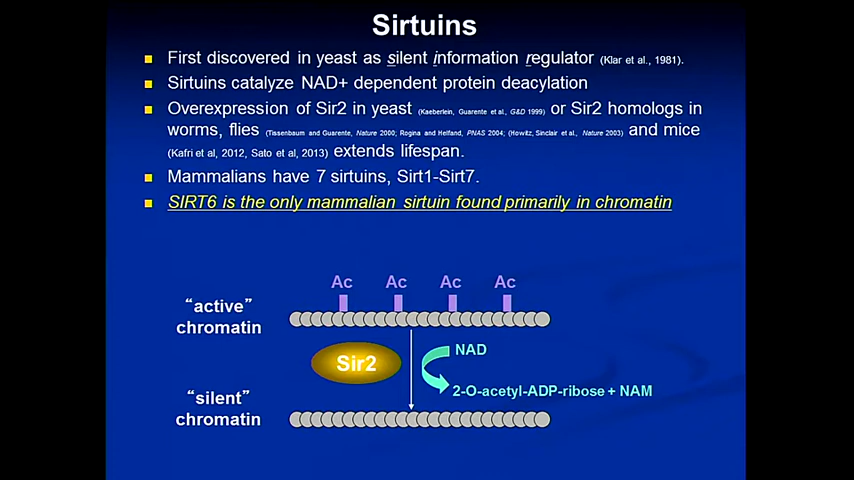 Sirtuins
First discovered in yeast as silent information regulator (Klar et al., 1981).
Sirtuins catalyze NAD+ dependent protein deacylation
Overexpression of Sir2 in yeast (Kaeberlein, Guarente et al., G&D 1999) or Sir2 homologs in
worms, flies (Tissenbaum and Guarente, Nature 2000; Rogina and Helfand, PNAS 2004; (Howitz, Sinclair et al., Nature 2003) and mice
(Kafri et al, 2012, Sato et al, 2013) extends lifespan.
Mammalians have 7 sirtuins, Sirt1-Sirt7.
SIRT6 is the only mammalian sirtuin found primarily in chromatin
Ac Ac Ac Ac
“active”
chromatin
Sir2
NAD
2-O-acetyl-ADP-ribose + NAM
“silent”
chromatin